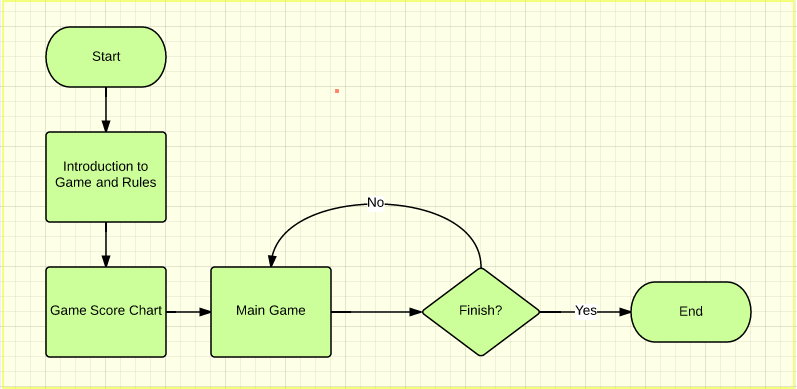 Start
Introduction to
Game and Rules
Game Score Chart
Main Game
No
Finish?
Yes
End